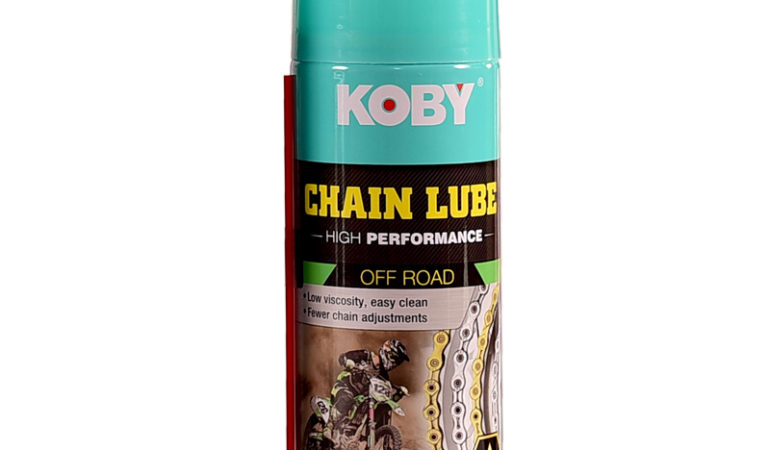 KOBY®
CHAIN LUBE
HIGH PERFORMANCE
OFF ROAD
• Low viscosity, easy clean
• Fewer chain adjustments